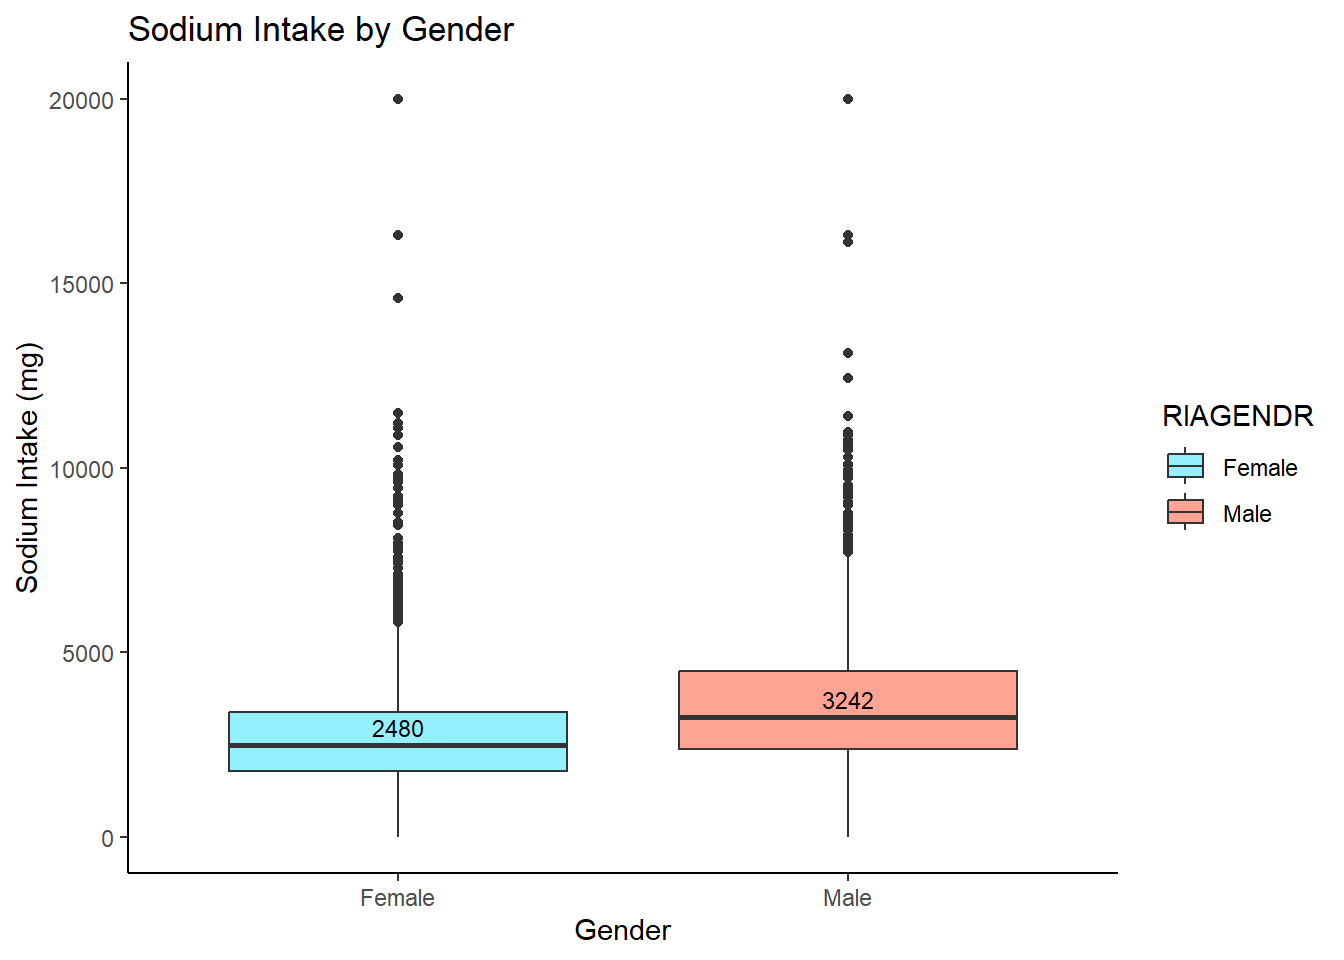 Sodium Intake by Gender
Sodium Intake (mg)
20000
15000
10000
5000
0
2480
3242
Female
Male
Gender
RIAGENDR
Female
Male